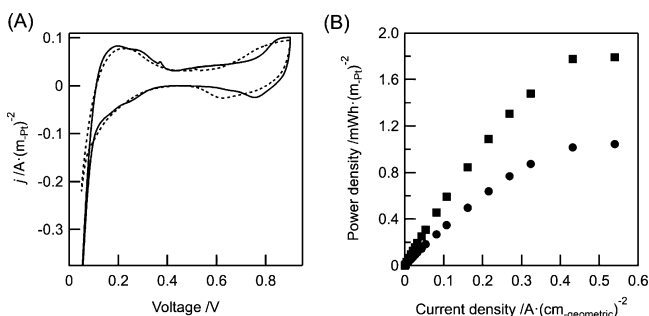 (A)
0.1
0
-0.1
-0.2
-0.3
j /A·(m-Pt)-2
0 0.2 0.4 0.6 0.8
Voltage /V
(B)
2.0
1.6
1.2
0.8
0.4
0
Power density /mWh·(m-Pt)-2
0 0.1 0.2 0.3 0.4 0.5 0.6
Current density /A·(cm-geometric)-2